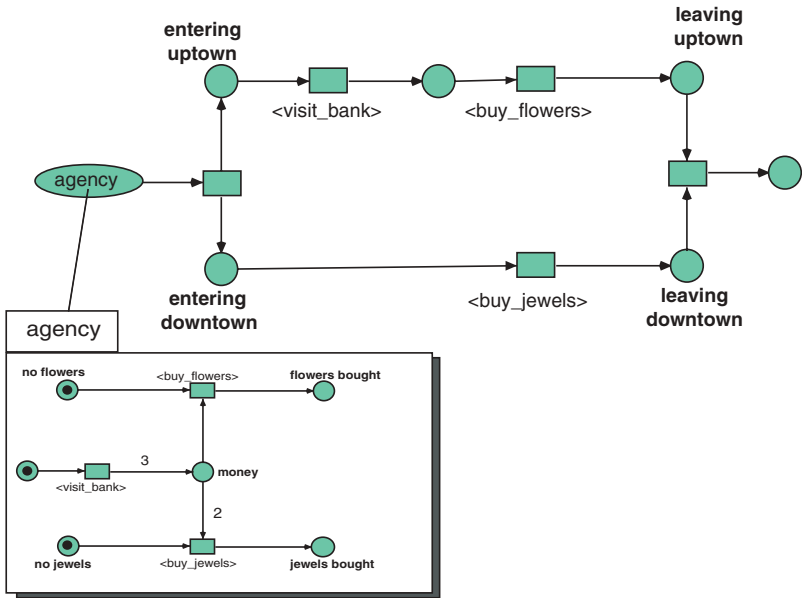 entering
uptown
leaving
uptown
<visit_bank>
<buy_flowers>
agency
entering
downtown
<buy_jewels>
leaving
downtown
agency
no flowers
<buy_flowers>
flowers bought
3
money
<visit_bank>
2
no jewels
<buy_jewels>
jewels bought